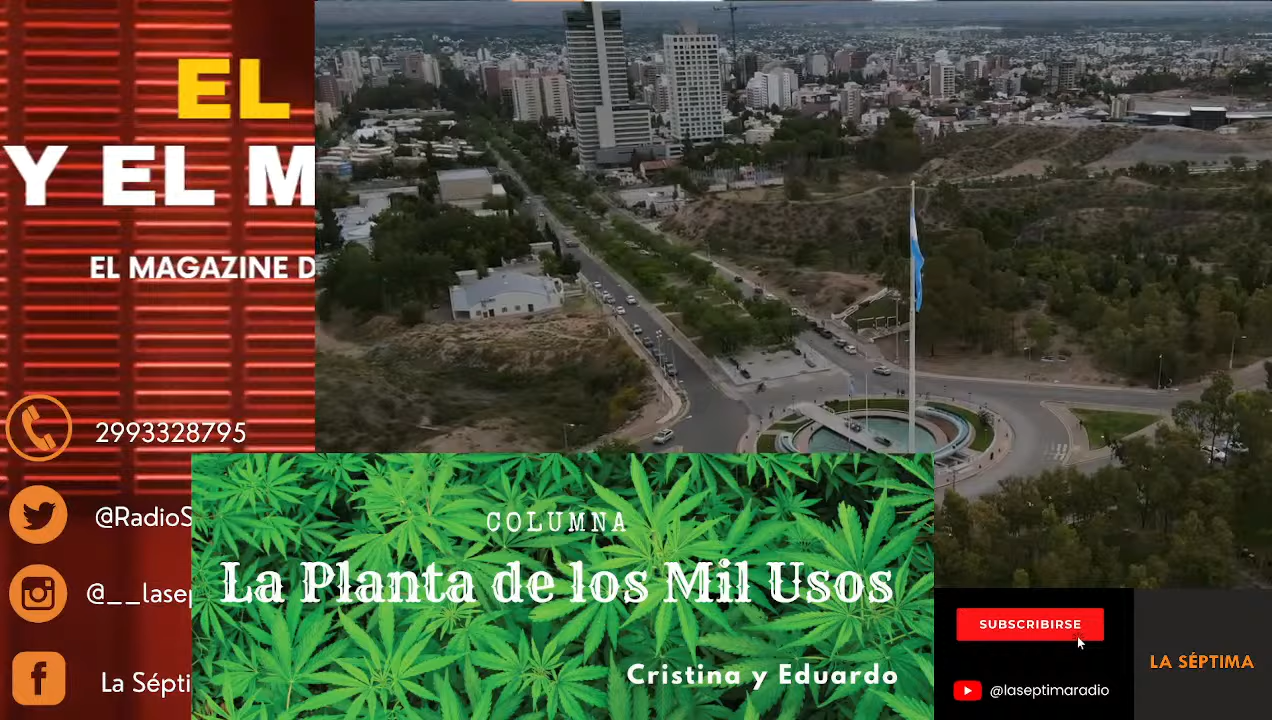 EL
Y EL M
EL MAGAZINE D
2993328795
@RadioS
@__lasep
La Sépti
COLUMNA
La Planta de los Mil Usos
Cristina y Eduardo
SUBSCRIBIRSE
@laseptimaradio
LA SÉPTIMA